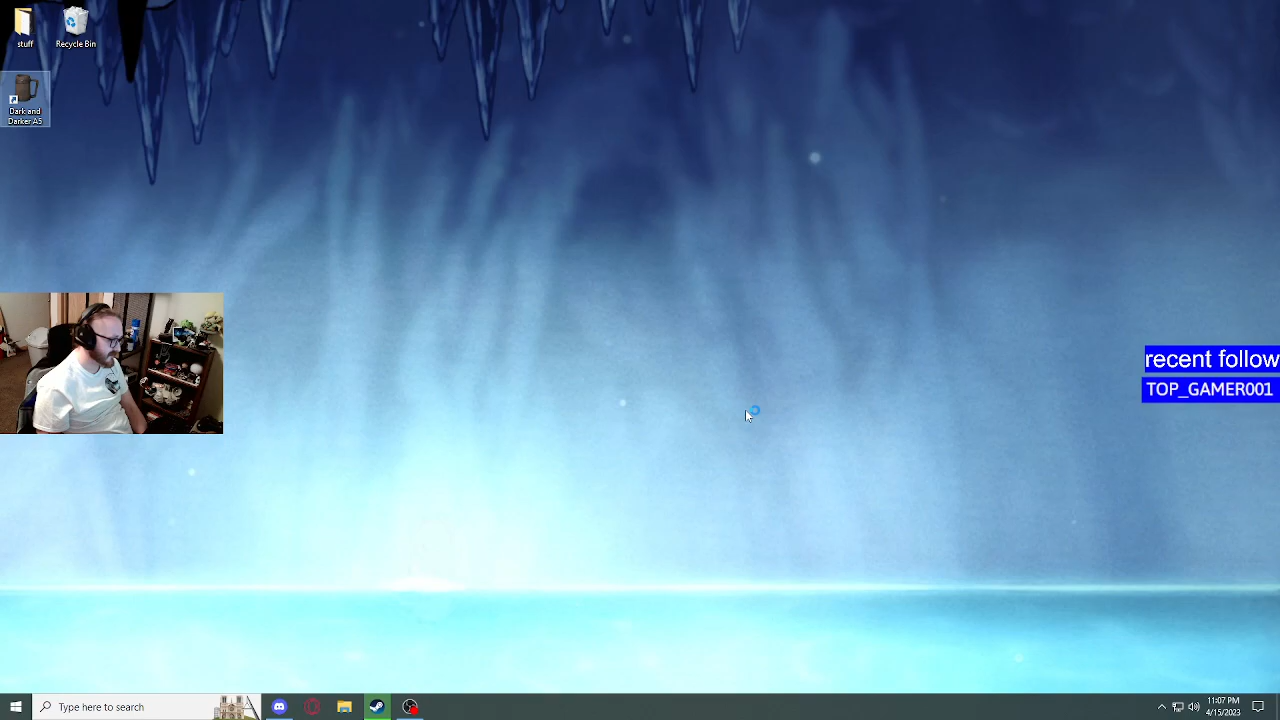 stuff
Recycle Bin
Dark and
Darker A5
recent follow
TOP_GAMER001
Type here to search
11:07 PM
4/15/2023